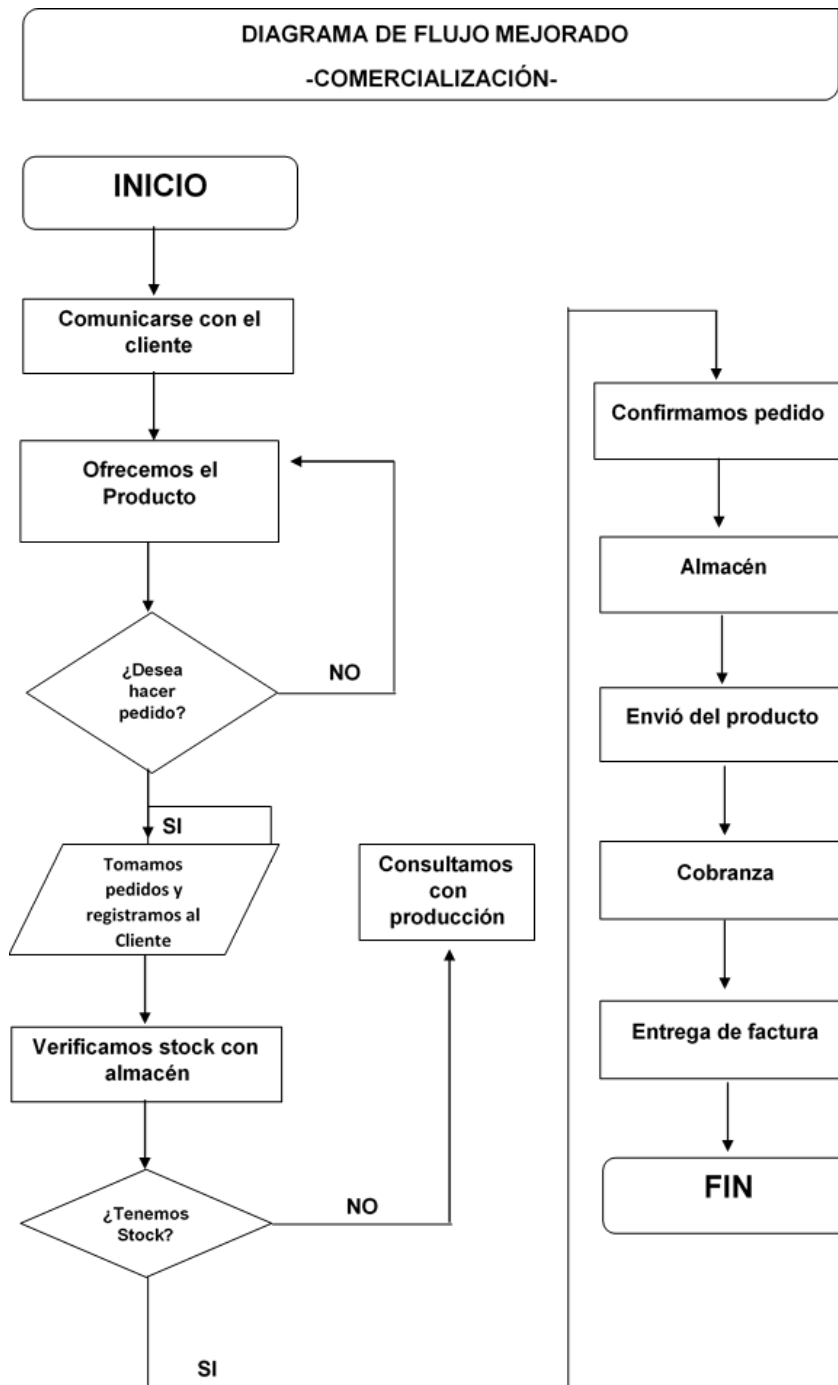 DIAGRAMA DE FLUJO MEJORADO
-COMERCIALIZACIÓN-
INICIO
Comunicarse con el
cliente
Ofrecemos el
Producto
¿Desea
hacer
pedido?
NO
SI
Tomamos
pedidos y
registramos al
Cliente
Verificamos stock con
almacén
¿Tenemos
Stock?
NO
SI
Consultamos
con
producción
Confirmamos pedido
Almacén
Envió del producto
Cobranza
Entrega de factura
FIN